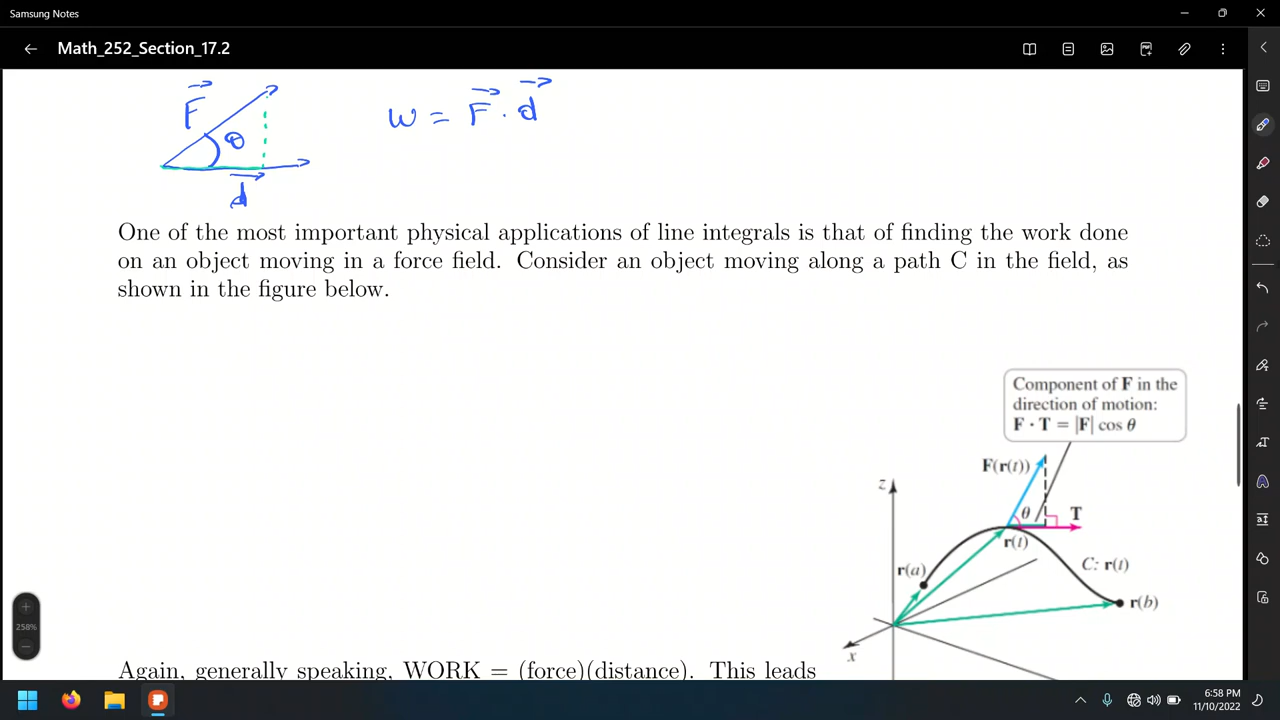 Samsung Notes
Math_252_Section_17.2
F
θ
d
w = F · d
One of the most important physical applications of line integrals is that of finding the work done
on an object moving in a force field. Consider an object moving along a path C in the field, as
shown in the figure below.
Component of F in the
direction of motion:
F · T = |F| cos θ
F(r(t))
z
θ
T
r(t)
r(a)
C: r(t)
r(b)
x
Again, generally speaking, WORK = (force)(distance). This leads
258%
6:58 PM
11/10/2022